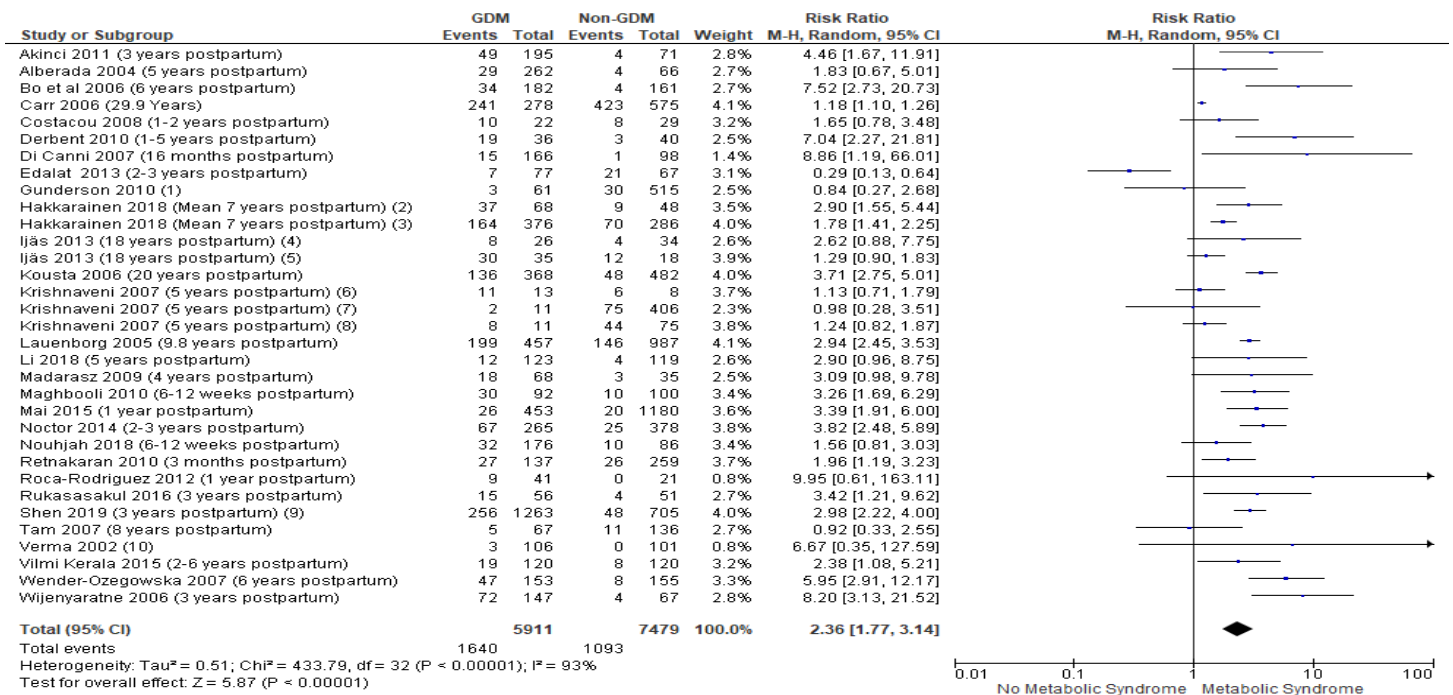 GDM Non-GDM Risk Ratio Risk Ratio
Study or Subgroup Events Total Events Total Weight M-H, Random, 95% CI M-H, Random, 95% CI
Akinci 2011 (3 years postpartum) 49 195 4 71 2.8% 4.46 [1.67, 11.91]
Alberada 2004 (5 years postpartum) 29 262 4 66 2.7% 1.83 [0.67, 5.01]
Bo et al 2006 (6 years postpartum) 34 182 4 161 2.7% 7.52 [2.73, 20.73]
Carr 2006 (29.9 Years) 241 278 423 575 4.1% 1.18 [1.10, 1.26]
Costacou 2008 (1-2 years postpartum) 10 22 8 29 3.2% 1.65 [0.78, 3.48]
Derbent 2010 (1-5 years postpartum) 19 36 3 40 2.5% 7.04 [2.27, 21.81]
Di Canni 2007 (16 months postpartum) 15 166 1 98 1.4% 8.86 [1.19, 66.01]
Edalat 2013 (2-3 years postpartum) 7 77 21 67 3.1% 0.29 [0.13, 0.64]
Gunderson 2010 (1) 3 61 30 515 2.5% 0.84 [0.27, 2.68]
Hakkarainen 2018 (Mean 7 years postpartum) (2) 37 68 9 48 3.5% 2.90 [1.55, 5.44]
Hakkarainen 2018 (Mean 7 years postpartum) (3) 164 376 70 286 4.0% 1.78 [1.41, 2.25]
Ijäs 2013 (18 years postpartum) (4) 8 26 4 34 2.6% 2.62 [0.88, 7.75]
Ijäs 2013 (18 years postpartum) (5) 30 35 12 18 3.9% 1.29 [0.90, 1.83]
Kousta 2006 (20 years postpartum) 136 368 48 482 4.0% 3.71 [2.75, 5.01]
Krishnaveni 2007 (5 years postpartum) (6) 11 13 6 8 3.7% 1.13 [0.71, 1.79]
Krishnaveni 2007 (5 years postpartum) (7) 2 11 75 406 2.3% 0.98 [0.28, 3.51]
Krishnaveni 2007 (5 years postpartum) (8) 8 11 44 75 3.8% 1.24 [0.82, 1.87]
Lauenborg 2005 (9.8 years postpartum) 199 457 146 987 4.1% 2.94 [2.45, 3.53]
Li 2018 (5 years postpartum) 12 123 4 119 2.6% 2.90 [0.96, 8.75]
Madarasz 2009 (4 years postpartum) 18 68 3 35 2.5% 3.09 [0.98, 9.78]
Maghbooli 2010 (6-12 weeks postpartum) 30 92 10 100 3.4% 3.26 [1.69, 6.29]
Mai 2015 (1 year postpartum) 26 453 20 1180 3.6% 3.39 [1.91, 6.00]
Noctor 2014 (2-3 years postpartum) 67 265 25 378 3.8% 3.82 [2.48, 5.89]
Nouhjah 2018 (6-12 weeks postpartum) 32 176 10 86 3.4% 1.56 [0.81, 3.03]
Retnakaran 2010 (3 months postpartum) 27 137 26 259 3.7% 1.96 [1.19, 3.23]
Roca-Rodriguez 2012 (1 year postpartum) 9 41 0 21 0.8% 9.95 [0.61, 163.11]
Rukasasakul 2016 (3 years postpartum) 15 56 4 51 2.7% 3.42 [1.21, 9.62]
Shen 2019 (3 years postpartum) (9) 256 1263 48 705 4.0% 2.98 [2.22, 4.00]
Tam 2007 (8 years postpartum) 5 67 11 136 2.7% 0.92 [0.33, 2.55]
Verma 2002 (10) 3 106 0 101 0.8% 6.67 [0.35, 127.59]
Vilmi Kerala 2015 (2-6 years postpartum) 19 120 8 120 3.1% 2.38 [1.08, 5.21]
Wender-Ozegowska 2007 (6 years postpartum) 47 153 8 155 3.3% 5.95 [2.91, 12.17]
Wijenyaratne 2006 (3 years postpartum) 72 147 4 67 2.8% 8.20 [3.13, 21.52]
Total (95% CI) 5911 7479 100.0% 2.36 [1.77, 3.14]
Total events 1640 1093
Heterogeneity: Tau² = 0.51; Chi² = 433.79, df = 32 (P < 0.00001); I² = 93%
Test for overall effect: Z = 5.87 (P < 0.00001)
0.01 0.1 1 10 100
No Metabolic Syndrome Metabolic Syndrome